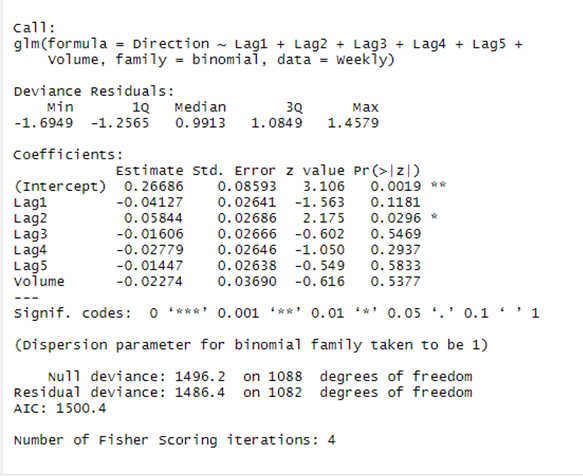 Call:
glm(formula = Direction ~ Lag1 + Lag2 + Lag3 + Lag4 + Lag5 +
    Volume, family = binomial, data = Weekly)
Deviance Residuals:
    Min      1Q  Median      3Q     Max
-1.6949 -1.2565  0.9913  1.0849  1.4579
Coefficients:
            Estimate Std. Error z value Pr(>|z|)
(Intercept)  0.26686    0.08593   3.106   0.0019 **
Lag1        -0.04127    0.02641  -1.563   0.1181
Lag2         0.05844    0.02686   2.175   0.0296 *
Lag3        -0.01606    0.02666  -0.602   0.5469
Lag4        -0.02779    0.02646  -1.050   0.2937
Lag5        -0.01447    0.02638  -0.549   0.5833
Volume      -0.02274    0.03690  -0.616   0.5377
---
Signif. codes:  0 ‘***’ 0.001 ‘**’ 0.01 ‘*’ 0.05 ‘.’ 0.1 ‘ ’ 1
(Dispersion parameter for binomial family taken to be 1)
    Null deviance: 1496.2  on 1088  degrees of freedom
Residual deviance: 1486.4  on 1082  degrees of freedom
AIC: 1500.4
Number of Fisher Scoring iterations: 4